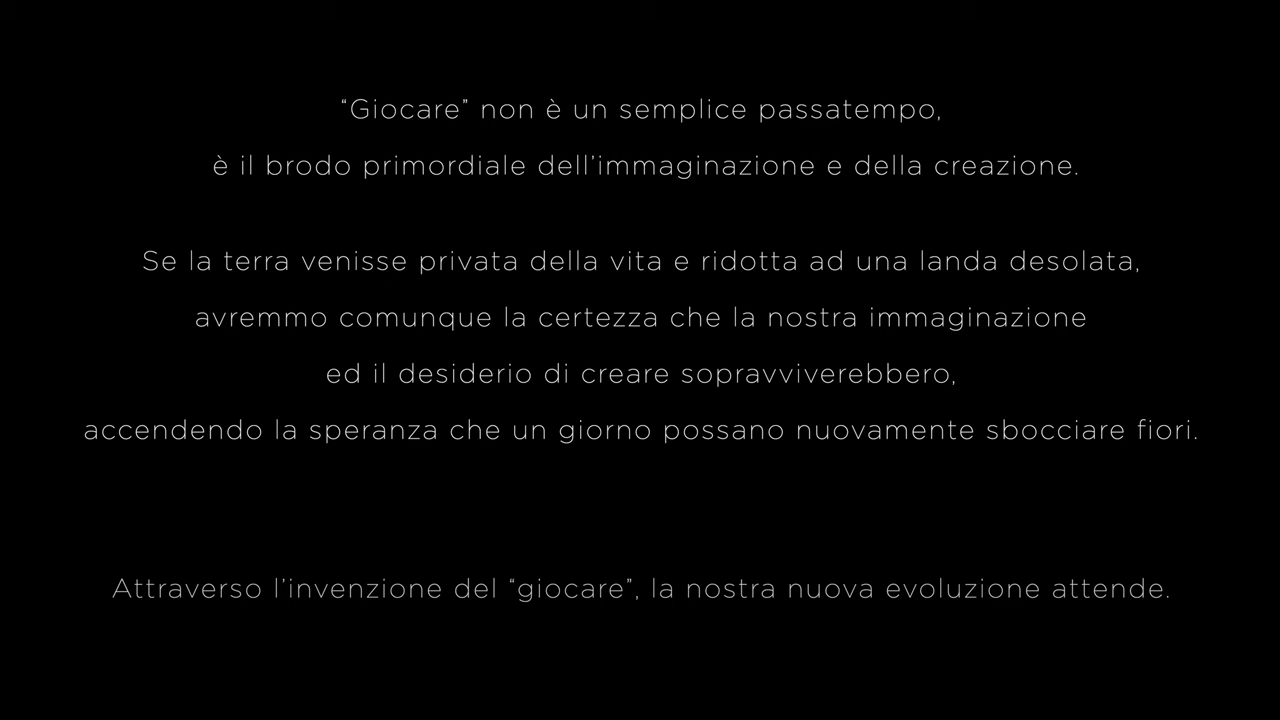 “Giocare” non è un semplice passatempo,
è il brodo primordiale dell’immaginazione e della creazione.
Se la terra venisse privata della vita e ridotta ad una landa desolata,
avremmo comunque la certezza che la nostra immaginazione
ed il desiderio di creare sopravviverebbero,
accendendo la speranza che un giorno possano nuovamente sbocciare fiori.
Attraverso l’invenzione del “giocare”, la nostra nuova evoluzione attende.